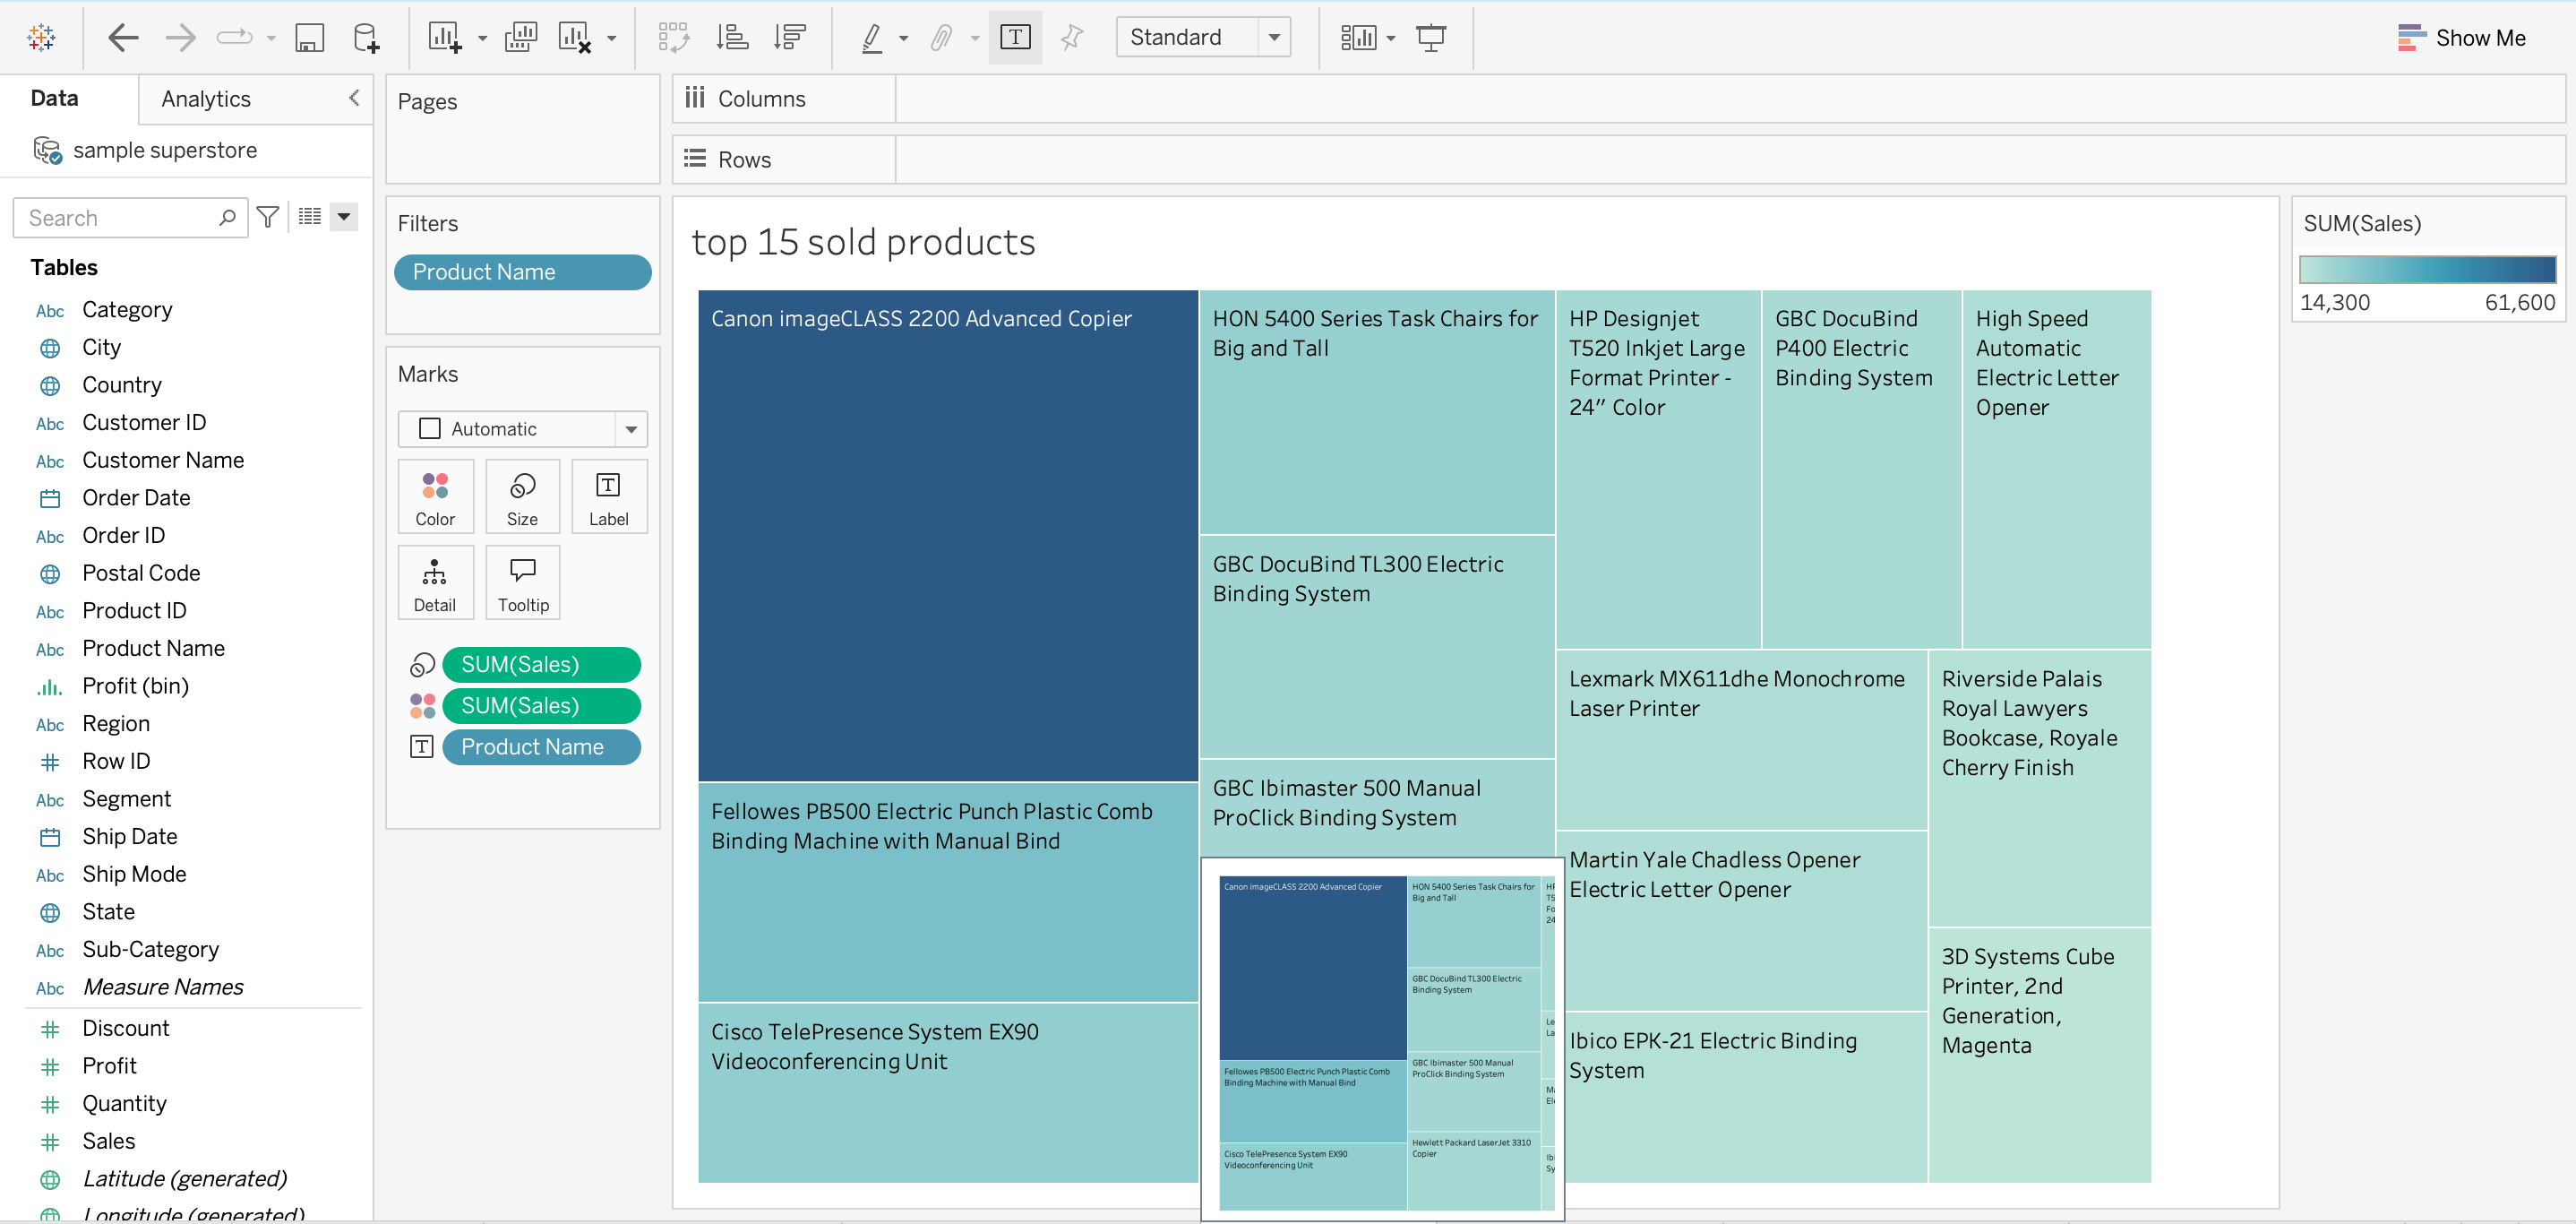 Standard
Show Me
Data
Analytics
sample superstore
Search
Tables
Abc Category
City
Country
Abc Customer ID
Abc Customer Name
Order Date
Abc Order ID
Postal Code
Abc Product ID
Abc Product Name
Profit (bin)
Abc Region
Row ID
Abc Segment
Ship Date
Abc Ship Mode
State
Abc Sub-Category
Abc Measure Names
Discount
Profit
Quantity
Sales
Latitude (generated)
Longitude (generated)
Pages
Filters
Product Name
Marks
Automatic
Color
Size
T
Label
Detail
Tooltip
SUM(Sales)
SUM(Sales)
T Product Name
Columns
Rows
top 15 sold products
Canon imageCLASS 2200 Advanced Copier
Fellowes PB500 Electric Punch Plastic Comb
Binding Machine with Manual Bind
Cisco TelePresence System EX90
Videoconferencing Unit
HON 5400 Series Task Chairs for
Big and Tall
GBC DocuBind TL300 Electric
Binding System
GBC Ibimaster 500 Manual
ProClick Binding System
HP Designjet
T520 Inkjet Large
Format Printer -
24" Color
GBC DocuBind
P400 Electric
Binding System
High Speed
Automatic
Electric Letter
Opener
Lexmark MX611dhe Monochrome
Laser Printer
Riverside Palais
Royal Lawyers
Bookcase, Royale
Cherry Finish
Martin Yale Chadless Opener
Electric Letter Opener
Ibico EPK-21 Electric Binding
System
3D Systems Cube
Printer, 2nd
Generation,
Magenta
Canon imageCLASS 2200 Advanced Copier
Fellowes PB500 Electric Punch Plastic Comb
Binding Machine with Manual Bind
Cisco TelePresence System EX90
Videoconferencing Unit
HON 5400 Series Task Chairs for
Big and Tall
GBC DocuBind TL300 Electric
Binding System
GBC Ibimaster 500 Manual
ProClick Binding System
Hewlett Packard LaserJet 3310
Copier
SUM(Sales)
14,300 61,600